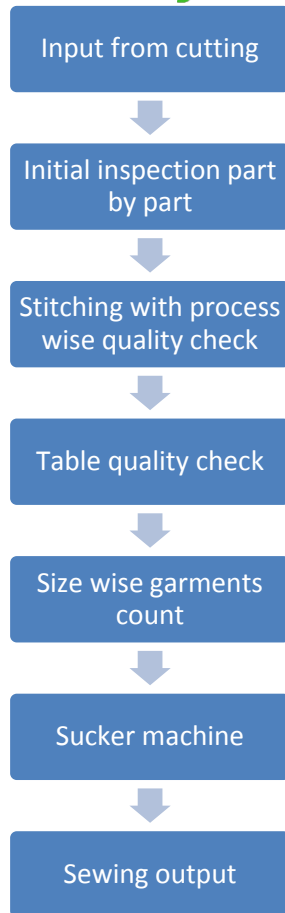 Input from cutting
Initial inspection part
by part
Stitching with process
wise quality check
Table quality check
Size wise garments
count
Sucker machine
Sewing output